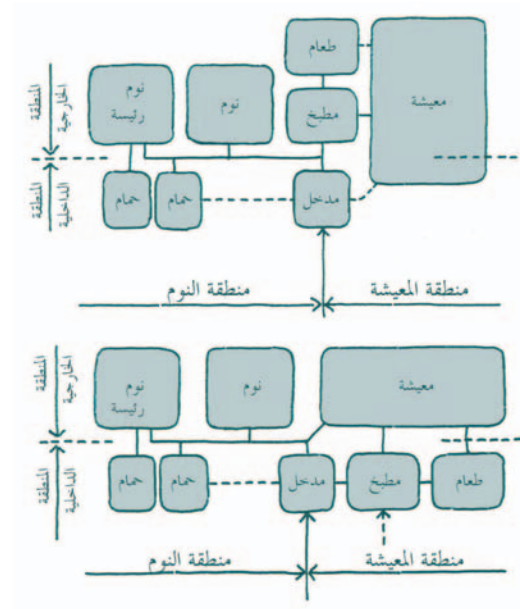 طعام
نوم
رئيسة
نوم
مطبخ
معيشة
المنطقة
الخارجية
المنطقة
الداخلية
حمام
حمام
مدخل
منطقة المعيشة
منطقة النوم
نوم
رئيسة
نوم
معيشة
المنطقة
الخارجية
المنطقة
الداخلية
حمام
حمام
مدخل
مطبخ
طعام
منطقة المعيشة
منطقة النوم